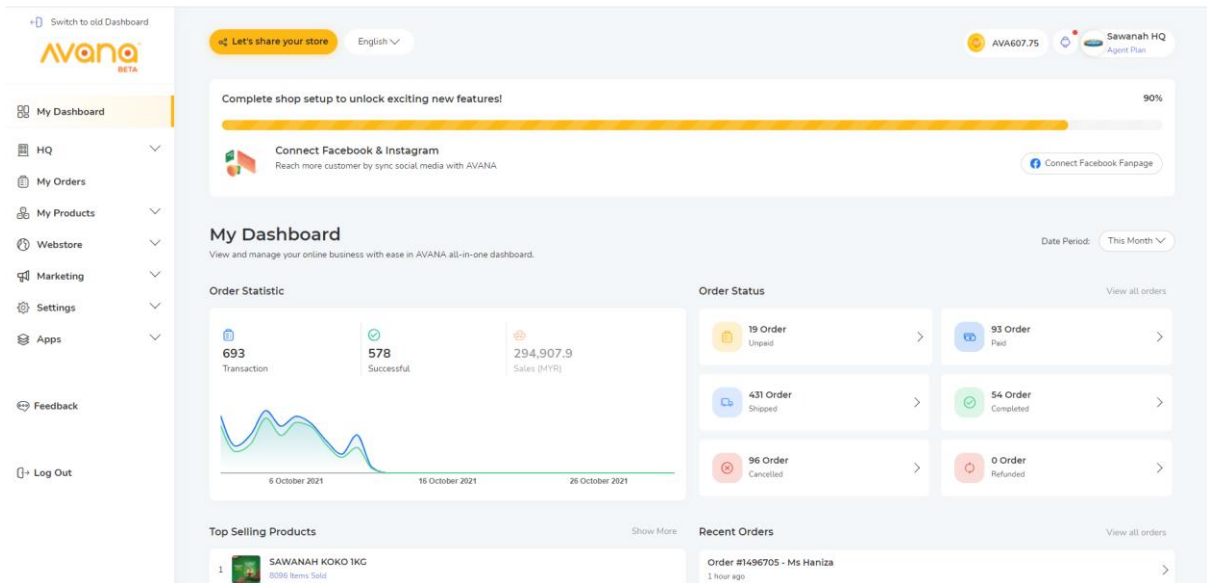 Switch to old Dashboard
AVANA
BETA
My Dashboard
HQ
My Orders
My Products
Webstore
Marketing
Settings
Apps
Feedback
Log Out
Let's share your store
English
AVA607.75
Sawanah HQ
Agent Plan
Complete shop setup to unlock exciting new features!
90%
Connect Facebook & Instagram
Reach more customer by sync social media with AVANA
Connect Facebook Fanpage
My Dashboard
View and manage your online business with ease in AVANA all-in-one dashboard.
Date Period:
This Month
Order Statistic
693
Transaction
578
Successful
294,907.9
Sales (MYR)
6 October 2021
16 October 2021
26 October 2021
Order Status
View all orders
19 Order
Unpaid
93 Order
Paid
431 Order
Shipped
54 Order
Completed
96 Order
Cancelled
0 Order
Refunded
Top Selling Products
Show More
1
SAWANAH KOKO 1KG
8096 Items Sold
Recent Orders
View all orders
Order #1496705 - Ms Haniza
1 hour ago